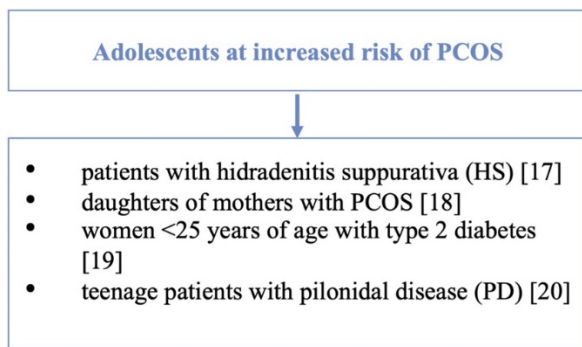 Adolescents at increased risk of PCOS
• patients with hidradenitis suppurativa (HS) [17]
• daughters of mothers with PCOS [18]
• women <25 years of age with type 2 diabetes
[19]
• teenage patients with pilonidal disease (PD) [20]